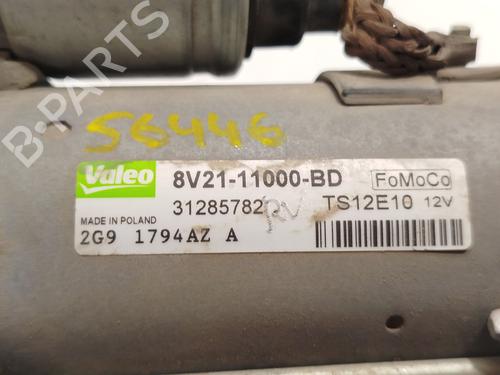 B-PARTS
56446
Valeo
8V21-11000-BD
FoMoCo
31285782
RV
TS12E10 12V
MADE IN POLAND
2G9 1794AZ A